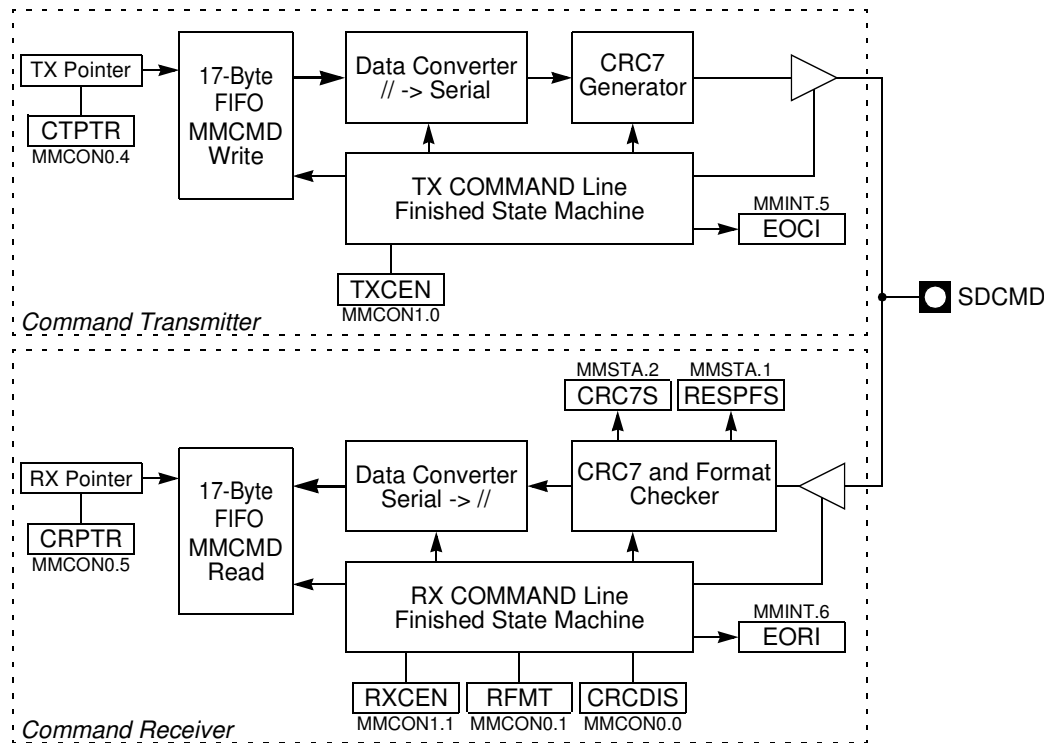 TX Pointer
CTPTR
MMCON0.4
17-Byte
FIFO
MMCMD
Write
Data Converter
// -> Serial
CRC7
Generator
TX COMMAND Line
Finished State Machine
MMINT.5
EOCI
TXCEN
MMCON1.0
Command Transmitter
SDCMD
MMSTA.2
CRC7S
MMSTA.1
RESPFS
RX Pointer
CRPTR
MMCON0.5
17-Byte
FIFO
MMCMD
Read
Data Converter
Serial -> //
CRC7 and Format
Checker
RX COMMAND Line
Finished State Machine
MMINT.6
EORI
RXCEN
MMCON1.1
RFMT
MMCON0.1
CRCDIS
MMCON0.0
Command Receiver